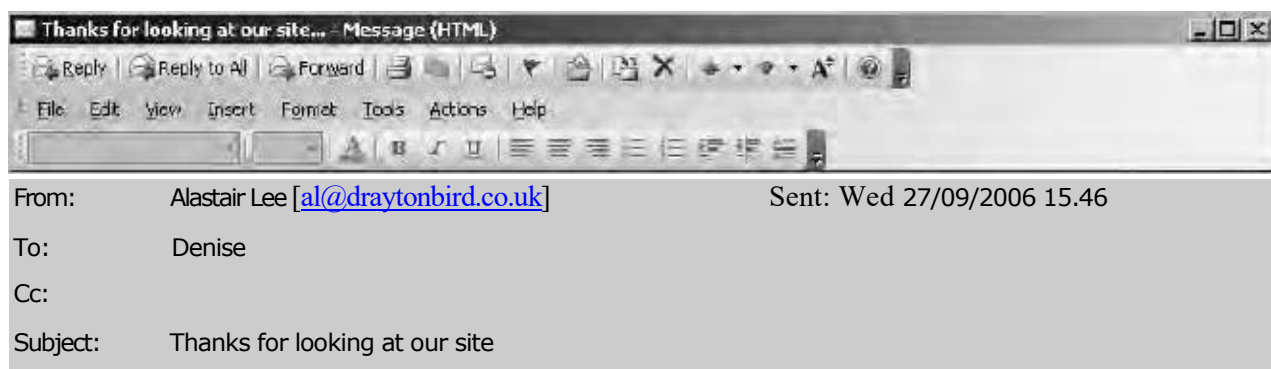 Thanks for looking at our site... - Message (HTML)
Reply Reply to All Forward
File Edit View Insert Format Tools Actions Help
A B I U
From: Alastair Lee [al@draytonbird.co.uk] Sent: Wed 27/09/2006 15.46
To: Denise
Cc:
Subject: Thanks for looking at our site